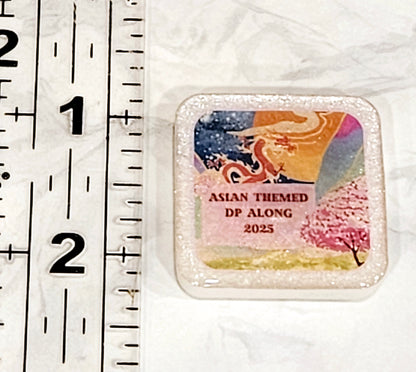 2
1
2
ASIAN THEMED
DP ALONG
2025